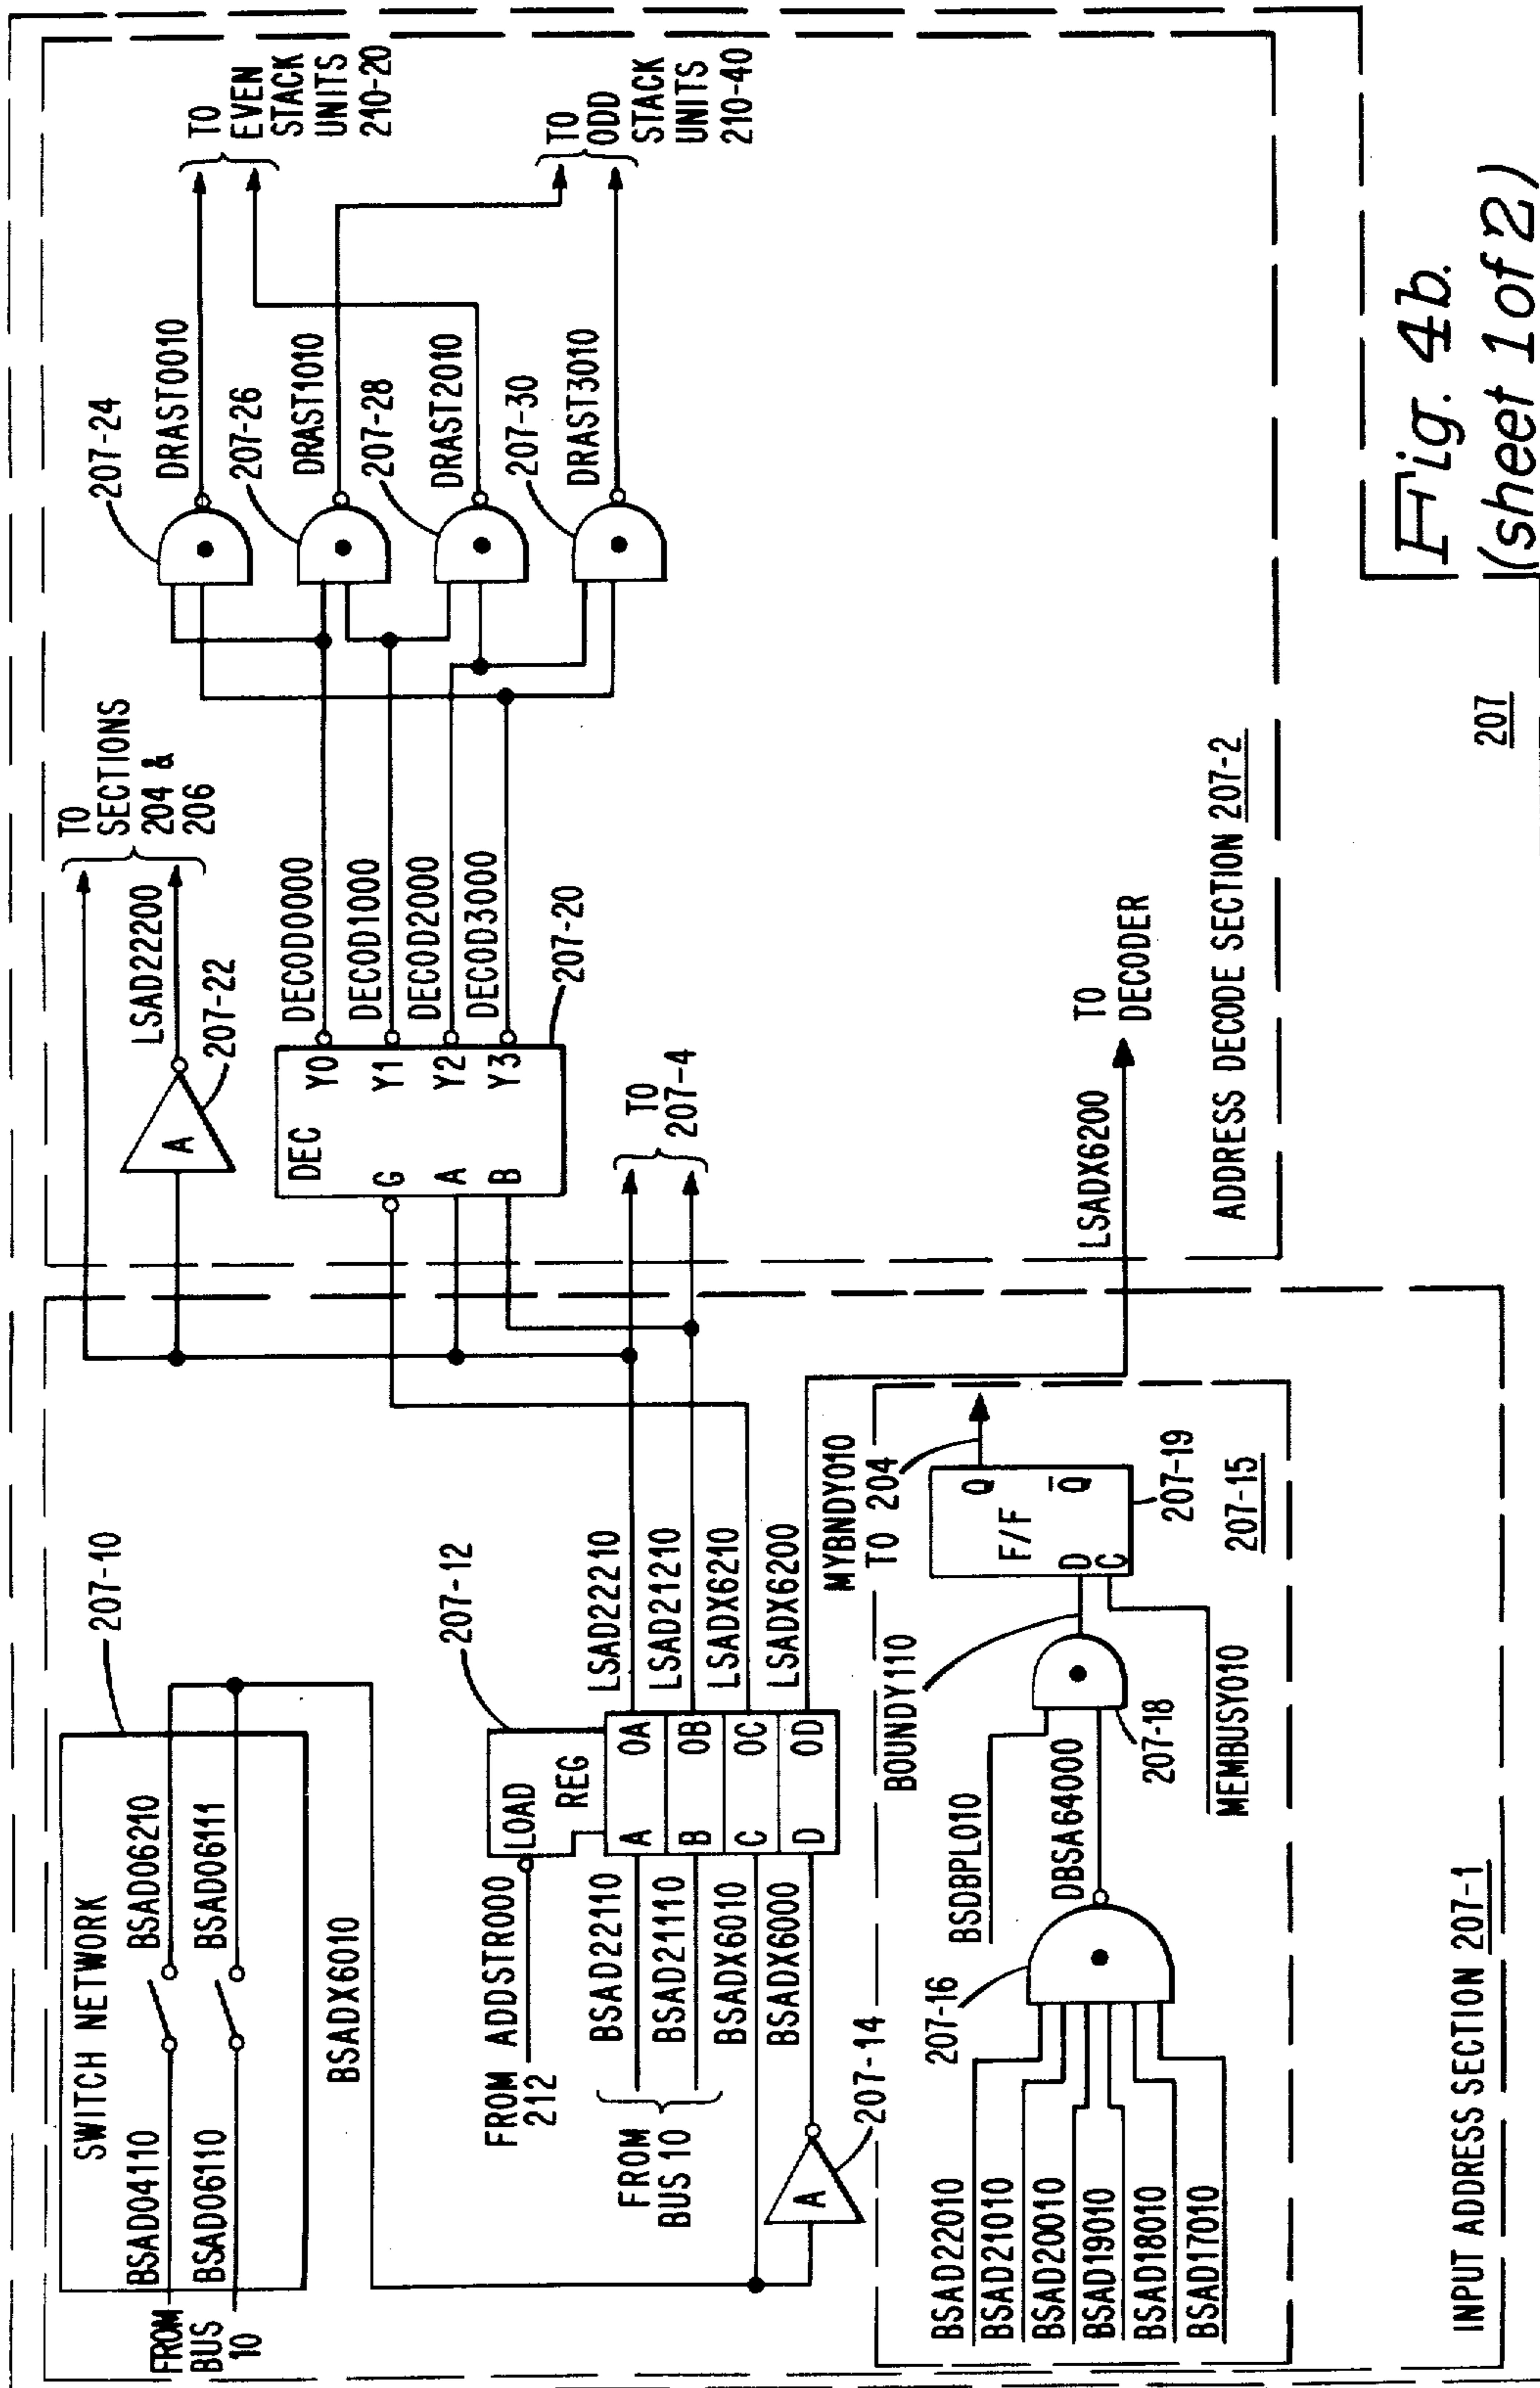 SWITCH NETWORK
207-10
FROM
BUS
10
BSAD04110
BSAD06210
BSAD06110
BSAD06111
BSADX6010
FROM ADDSTR000
212
LOAD
REG
207-12
FROM
BUS 10
BSAD22110
BSAD21110
BSADX6010
BSADX6000
A
B
C
D
OA
OB
OC
OD
LSAD22210
LSAD21210
LSADX6210
LSADX6200
A
207-14
BSAD22010
BSAD21010
BSAD20010
BSAD19010
BSAD18010
BSAD17010
207-16
BSDBPL010
DBSA64000
207-18
BOUNDY110
MEMBUSY010
MYBNDY010
TO 204
F/F
D
C
Q
Q̄
207-19
207-15
INPUT ADDRESS SECTION 207-1
TO
SECTIONS
204 &
206
A
LSAD22200
207-22
DEC
G
A
B
Y0
Y1
Y2
Y3
DECOD0000
DECOD1000
DECOD2000
DECOD3000
207-20
TO
207-4
LSADX6200
TO
DECODER
207-24
DRAST0010
207-26
DRAST1010
207-28
DRAST2010
207-30
DRAST3010
TO
EVEN
STACK
UNITS
210-20
TO
ODD
STACK
UNITS
210-40
ADDRESS DECODE SECTION 207-2
207
Fig. 4b.
(sheet 1 of 2)